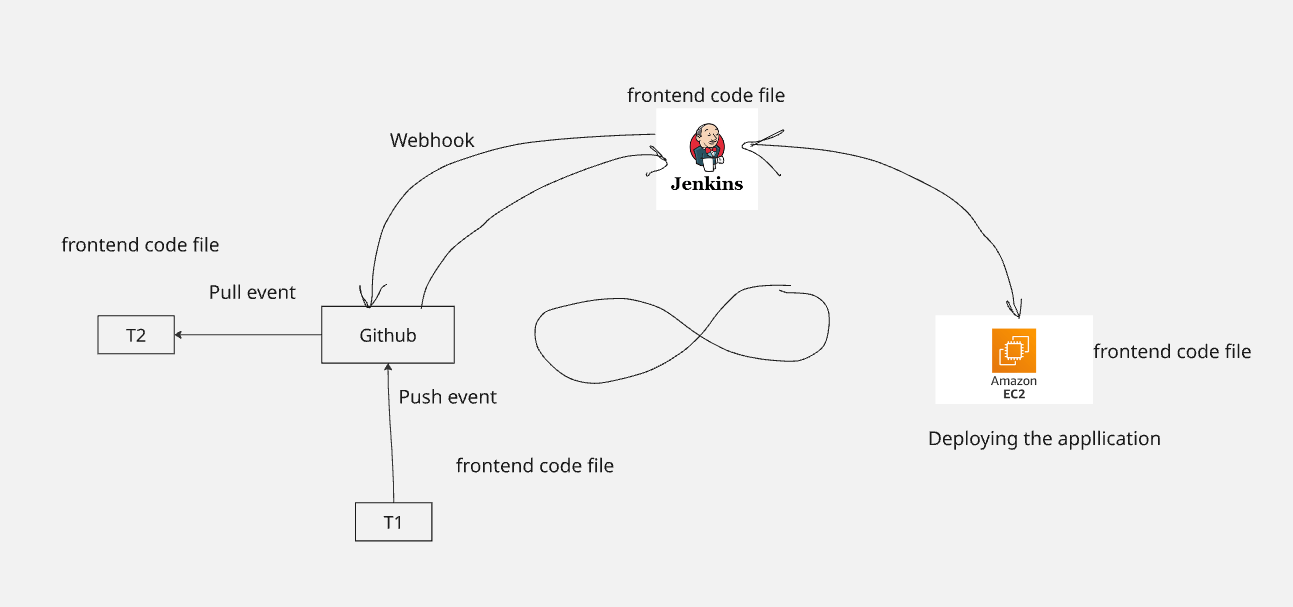 frontend code file
Webhook
Jenkins
frontend code file
Pull event
T2
Github
frontend code file
Amazon
EC2
Push event
Deploying the appllication
frontend code file
T1